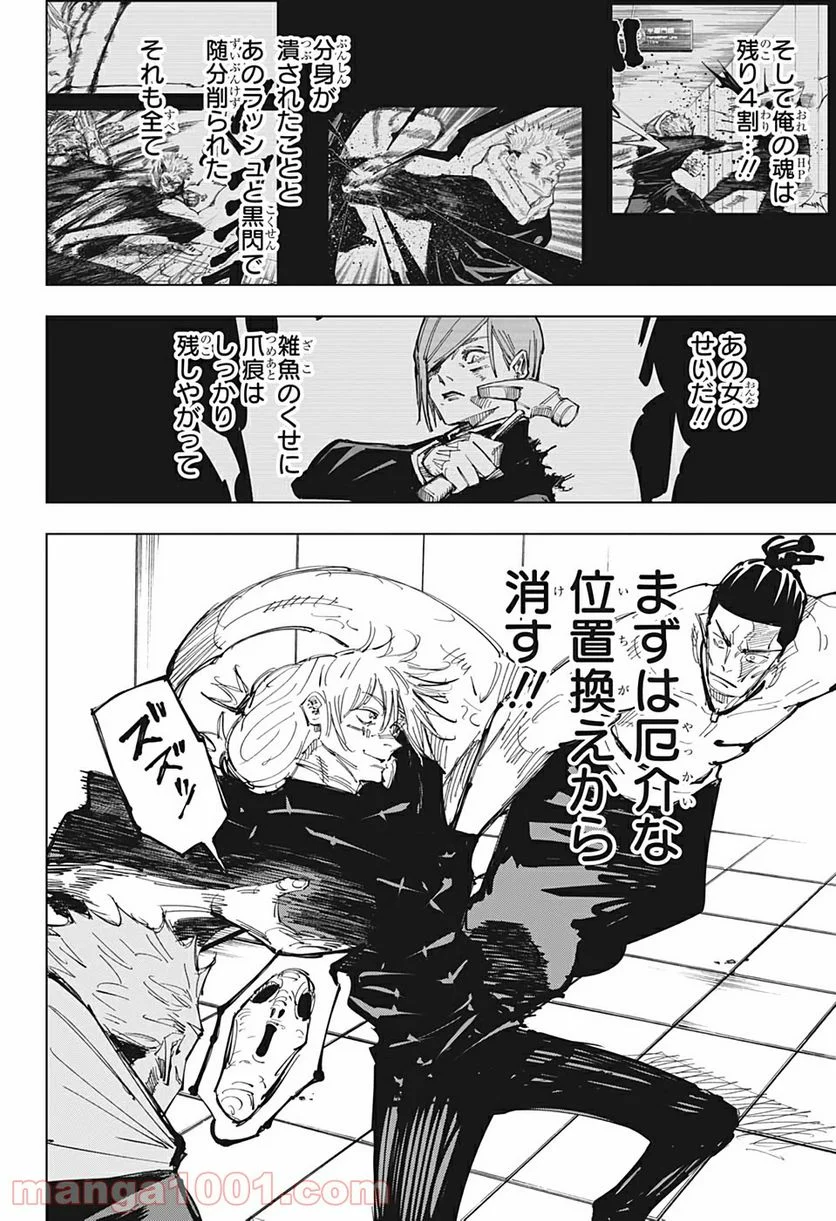 そして俺の魂は
残り4割…!!
分身が
潰されたことと
あのラッシュと黒閃で
随分削られた
それも全て
あの女の
せいだ!!
雑魚のくせに
爪痕は
しっかり
残しやがって
まずは厄介な
位置換えから
消す!!
ズズッ
manga1001.com